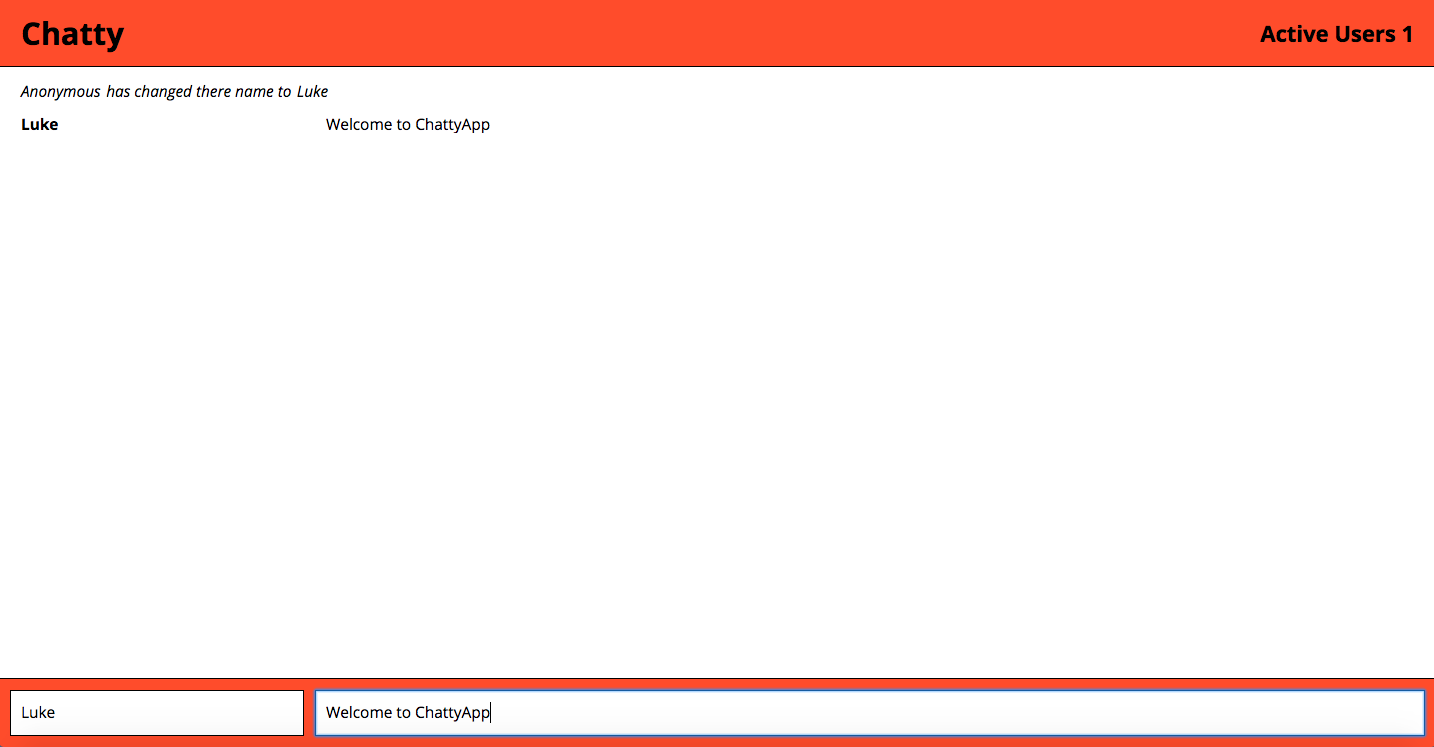 Chatty
Active Users 1
Anonymous has changed there name to Luke
Luke Welcome to ChattyApp
Luke Welcome to ChattyApp